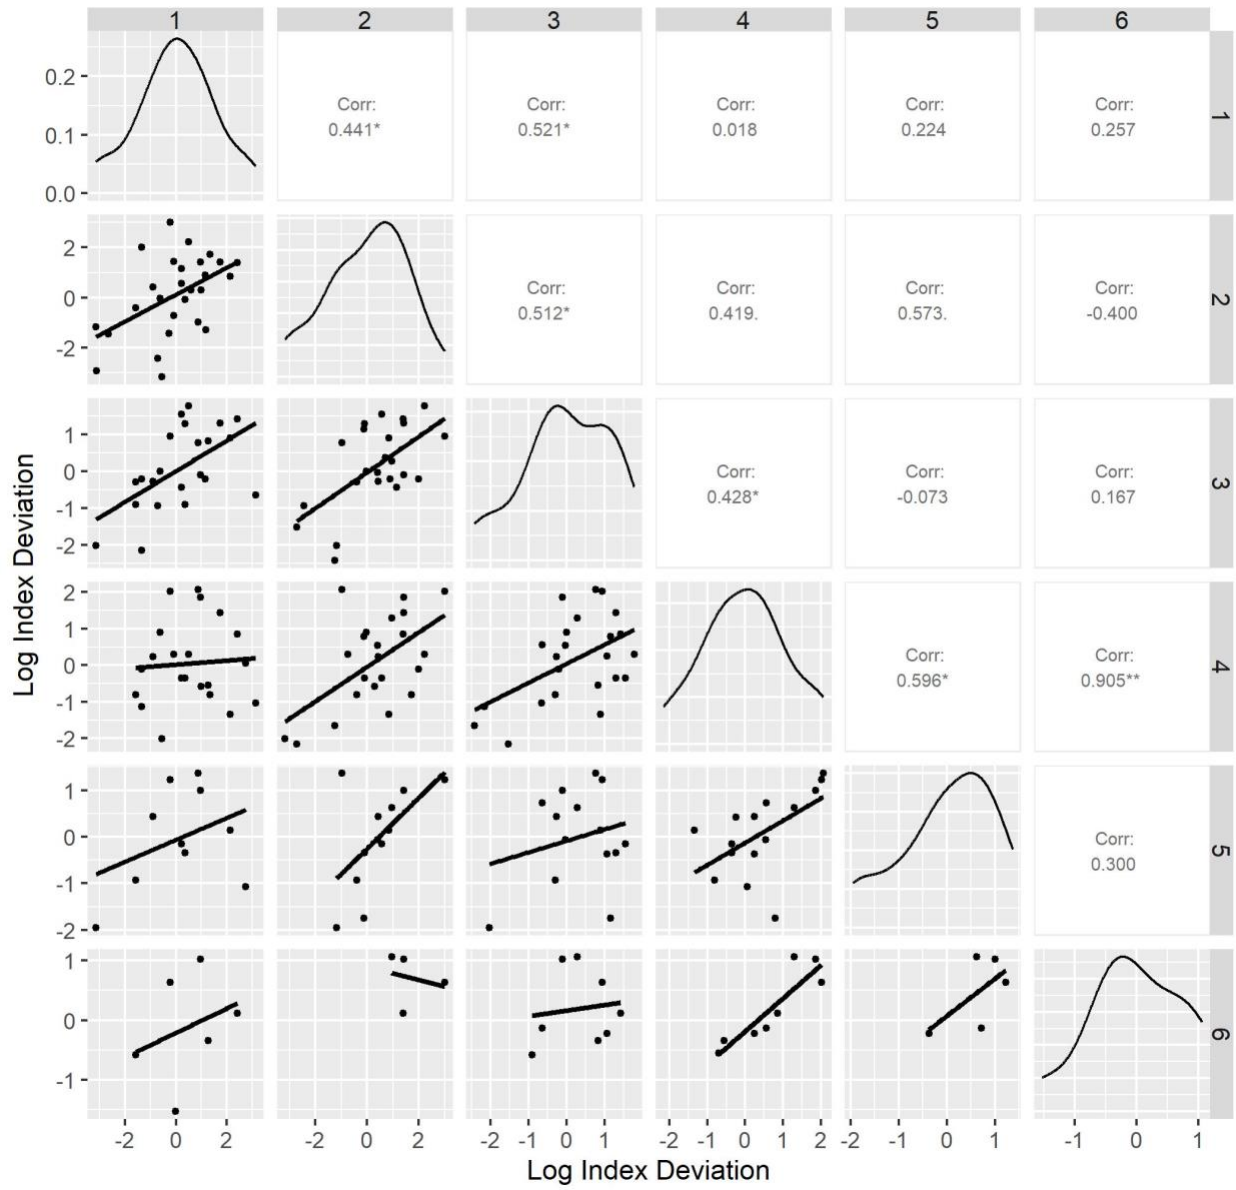 1 2 3 4 5 6
0.2
0.1
0.0
Corr:
0.441*
Corr:
0.521*
Corr:
0.018
Corr:
0.224
Corr:
0.257
1
2
0
-2
Corr:
0.512*
Corr:
0.419.
Corr:
0.573.
Corr:
-0.400
2
1
0
-1
-2
Corr:
0.428*
Corr:
-0.073
Corr:
0.167
3
2
1
0
-1
-2
Corr:
0.596*
Corr:
0.905**
4
1
0
-1
-2
Corr:
0.300
5
1
0
-1
6
-2 0 2 -2 0 2 -2 -1 0 1 -2 -1 0 1 2 -2 -1 0 1 -1 0 1
Log Index Deviation
Log Index Deviation